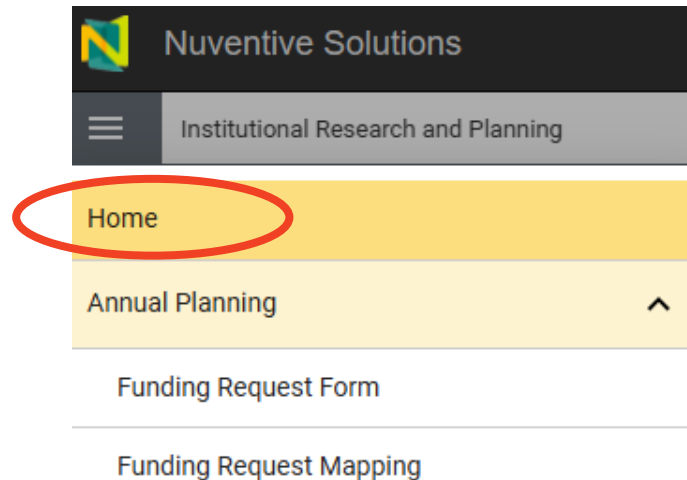 Nuventive Solutions
Institutional Research and Planning
Home
Annual Planning
Funding Request Form
Funding Request Mapping